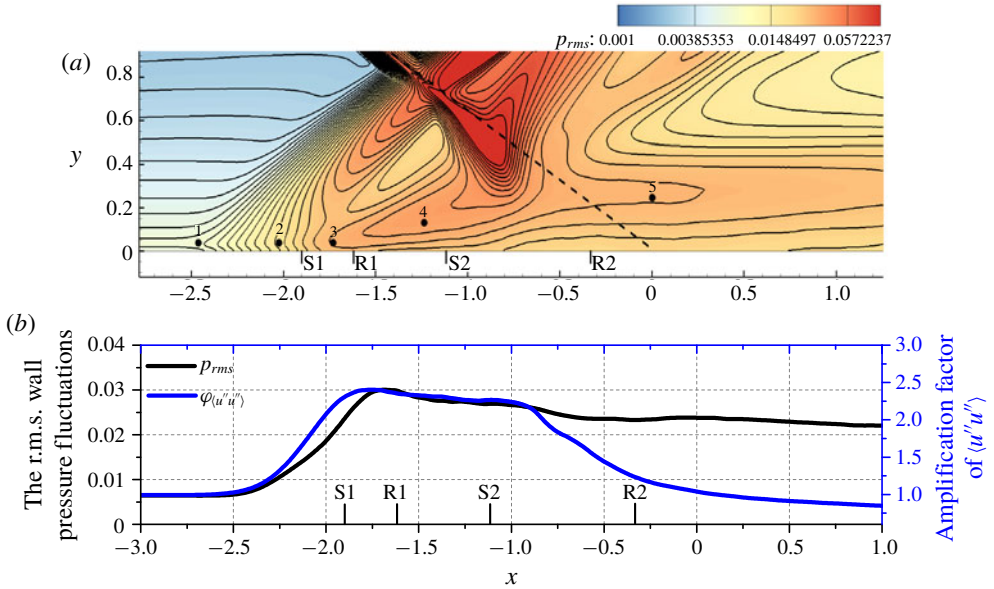 p_rms: 0.001 0.00385353 0.0148497 0.0572237
(a)
0.8
0.6
y
0.4
0.2
0
1 2 3 4 5
S1 R1 S2 R2
−2.5 −2.0 −1.5 −1.0 −0.5 0 0.5 1.0
(b)
The r.m.s. wall
pressure fluctuations
0.04
0.03
0.02
0.01
0
p_rms
φ⟨u″u″⟩
S1 R1 S2 R2
3.0
2.5
2.0
1.5
1.0
Amplification factor
of ⟨u″u″⟩
−3.0 −2.5 −2.0 −1.5 −1.0 −0.5 0 0.5 1.0
x